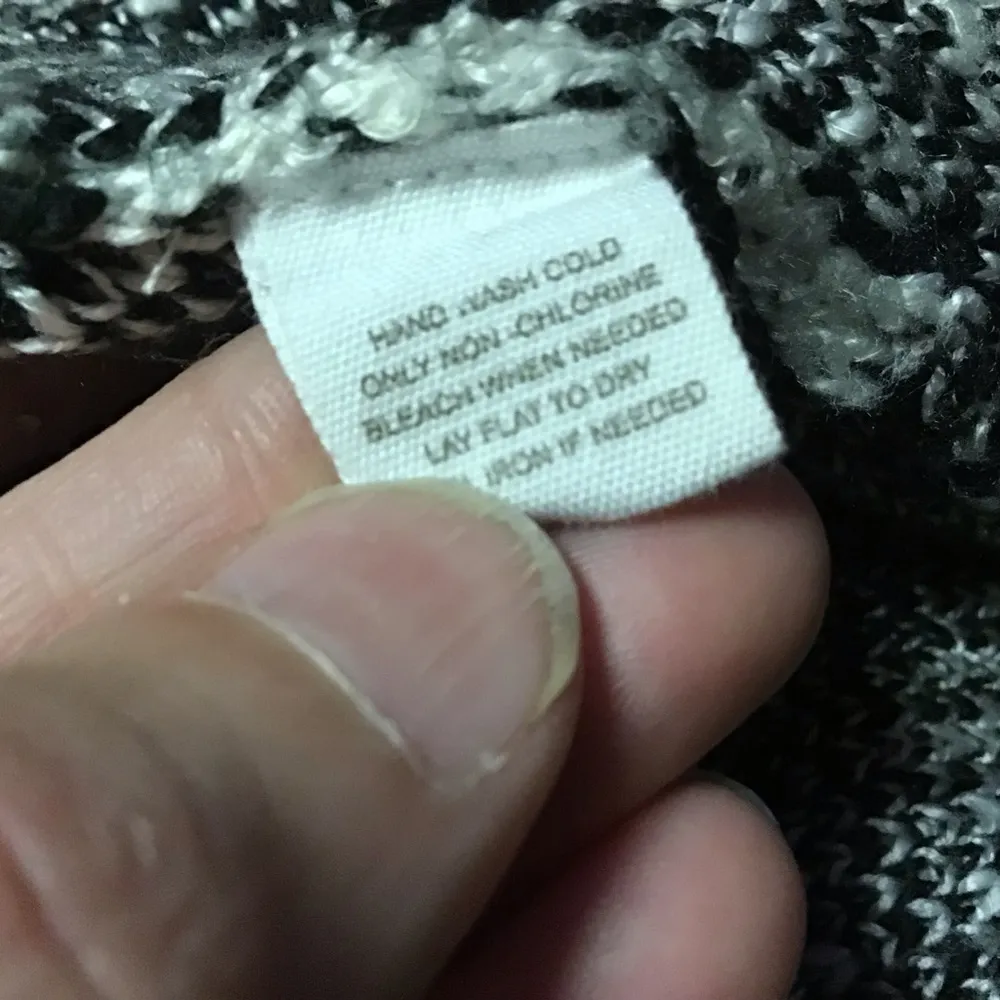 HAND WASH COLD
ONLY NON-CHLORINE
BLEACH WHEN NEEDED
LAY FLAT TO DRY
IRON IF NEEDED